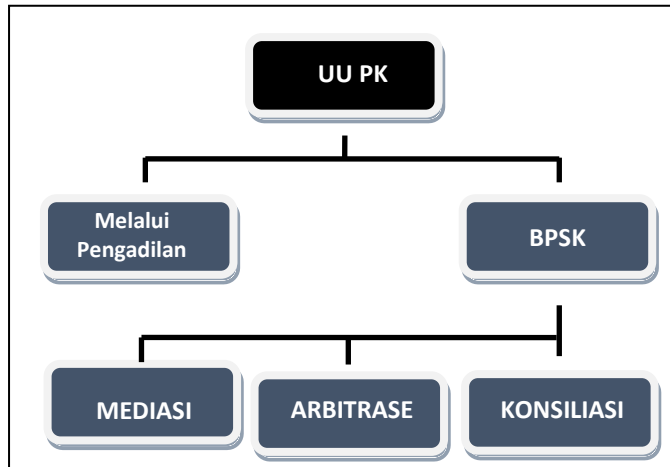 UU PK
Melalui
Pengadilan
BPSK
MEDIASI
ARBITRASE
KONSILIASI